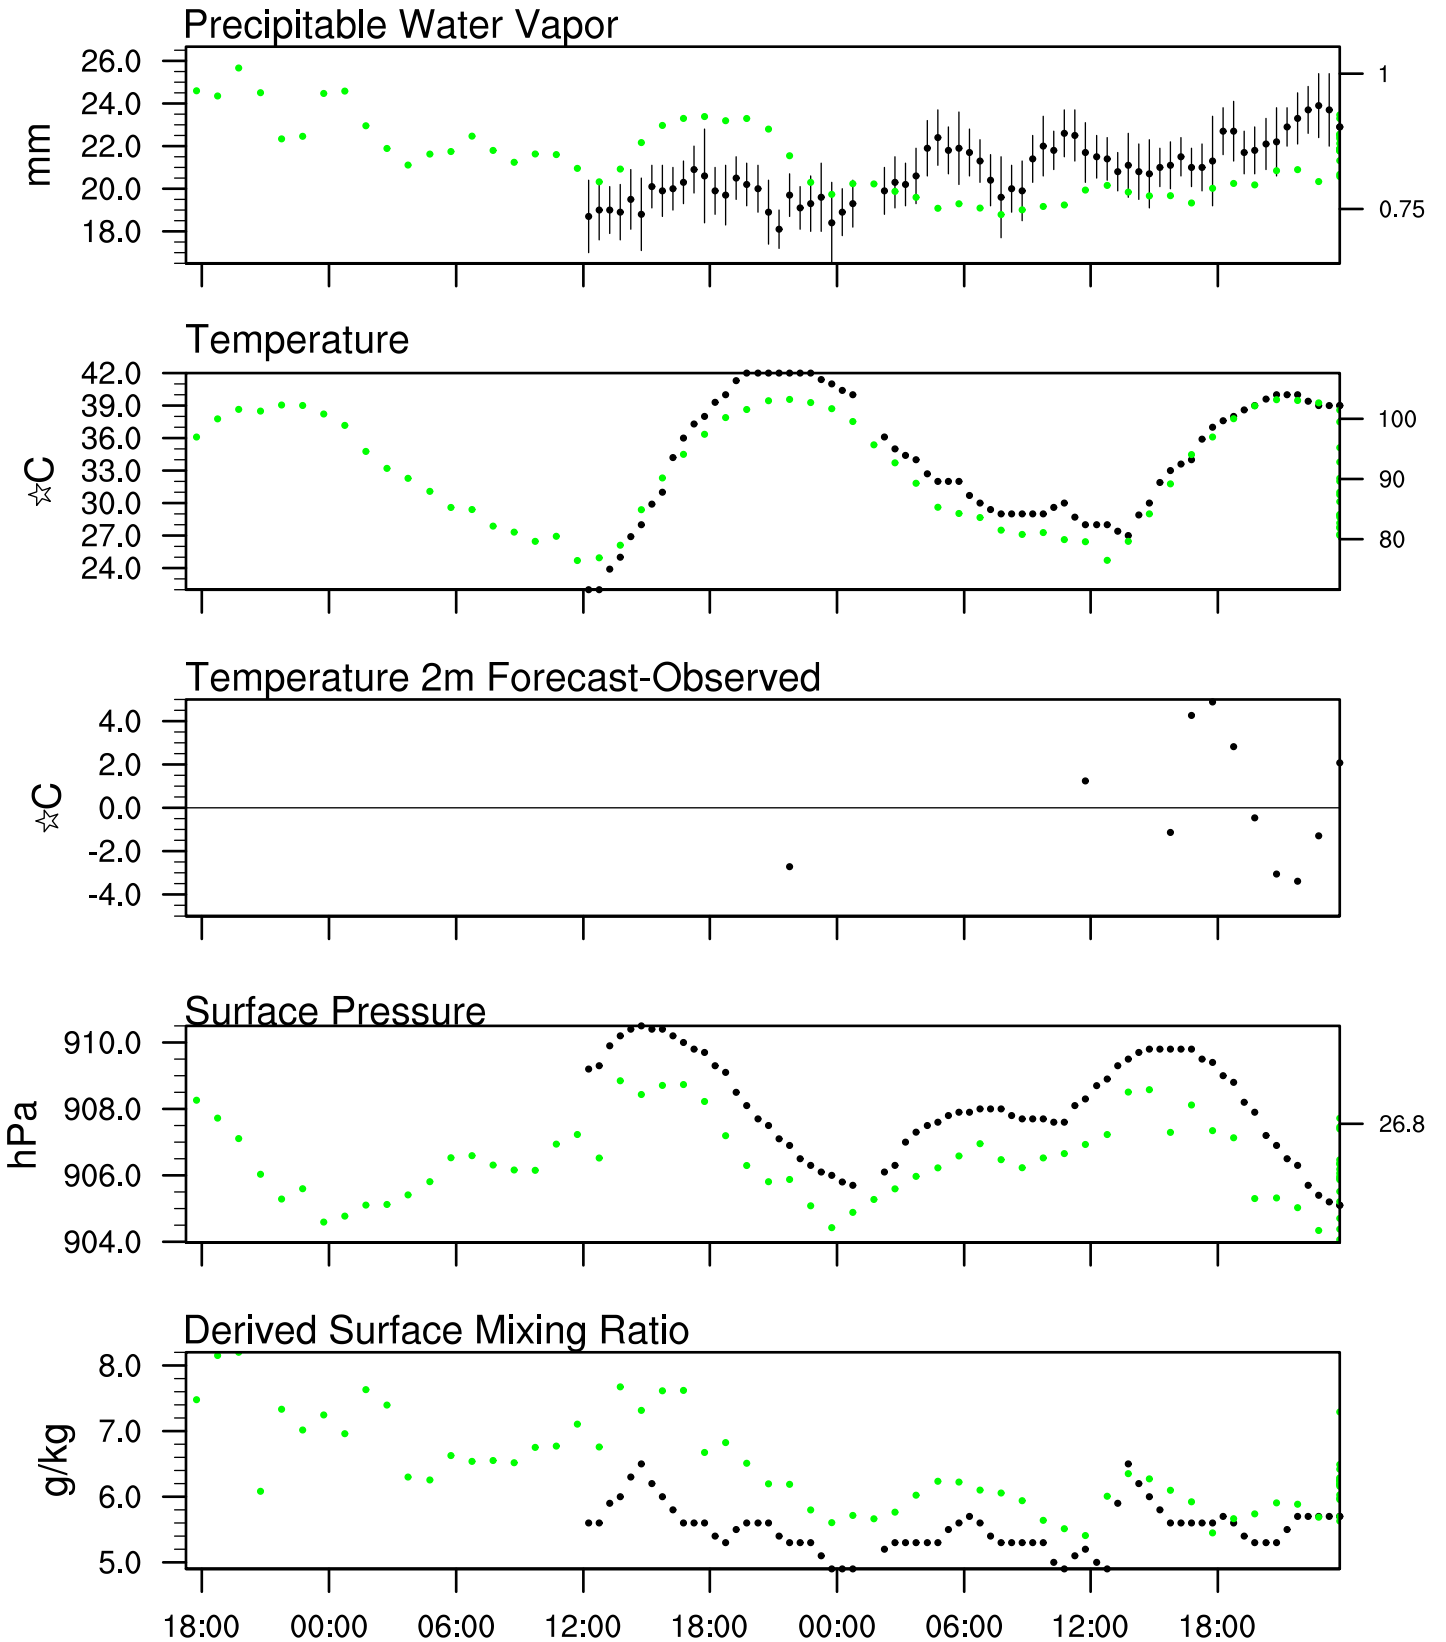 Precipitable Water Vapor
26.0
24.0
22.0
20.0
18.0
mm
1
0.75
Temperature
42.0
39.0
36.0
33.0
30.0
27.0
24.0
☆C
100
90
80
Temperature 2m Forecast-Observed
4.0
2.0
0.0
-2.0
-4.0
☆C
Surface Pressure
910.0
908.0
906.0
904.0
hPa
26.8
Derived Surface Mixing Ratio
8.0
7.0
6.0
5.0
g/kg
18:00 00:00 06:00 12:00 18:00 00:00 06:00 12:00 18:00